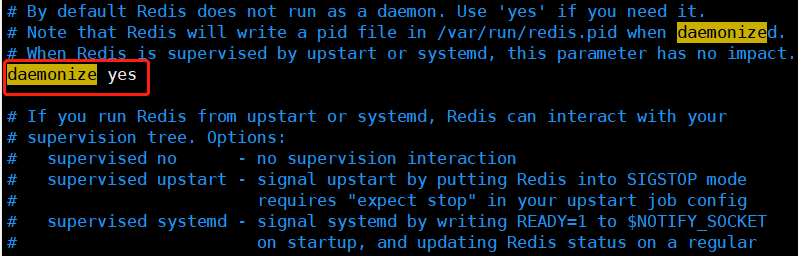 # By default Redis does not run as a daemon. Use 'yes' if you need it.
# Note that Redis will write a pid file in /var/run/redis.pid when daemonized.
# When Redis is supervised by upstart or systemd, this parameter has no impact.
daemonize yes
# If you run Redis from upstart or systemd, Redis can interact with your
# supervision tree. Options:
#   supervised no      - no supervision interaction
#   supervised upstart - signal upstart by putting Redis into SIGSTOP mode
#                        requires "expect stop" in your upstart job config
#   supervised systemd - signal systemd by writing READY=1 to $NOTIFY_SOCKET
#                        on startup, and updating Redis status on a regular